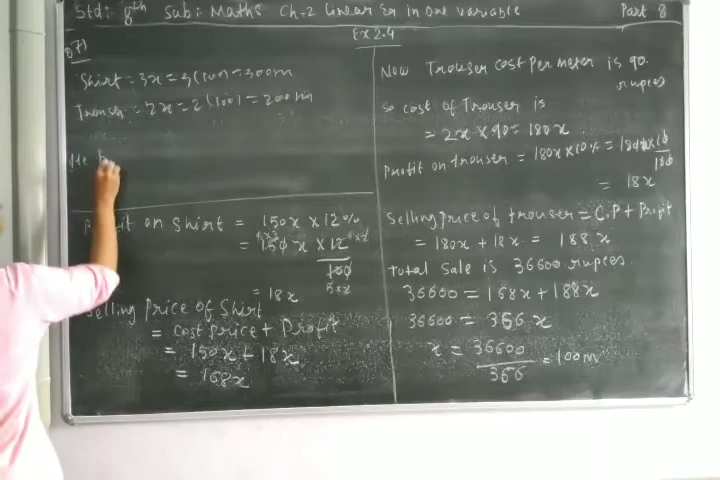 Std: 8th Sub: Maths Ch-2 Linear Eq in One variable Part 8
Ex 2.4
Q7)
Shirt: 3x = 3(100) = 300m
Trouser: 2x = 2(100) = 200m
He
Profit on Shirt = 150x × 12%
= 150x × 12
100
= 18x
Selling Price of Shirt
= Cost Price + Profit
= 150x + 18x
= 168x
Now Trouser cost per meter is 90
rupees
So cost of Trouser is
= 2x × 90 = 180x
Profit on trouser = 180x × 10% = 180x × 10
100
= 18x
Selling Price of trouser = C.P + Profit
= 180x + 18x = 188x
Total Sale is 36600 rupees.
36600 = 168x + 188x
36600 = 366x
x = 36600 = 100m
366